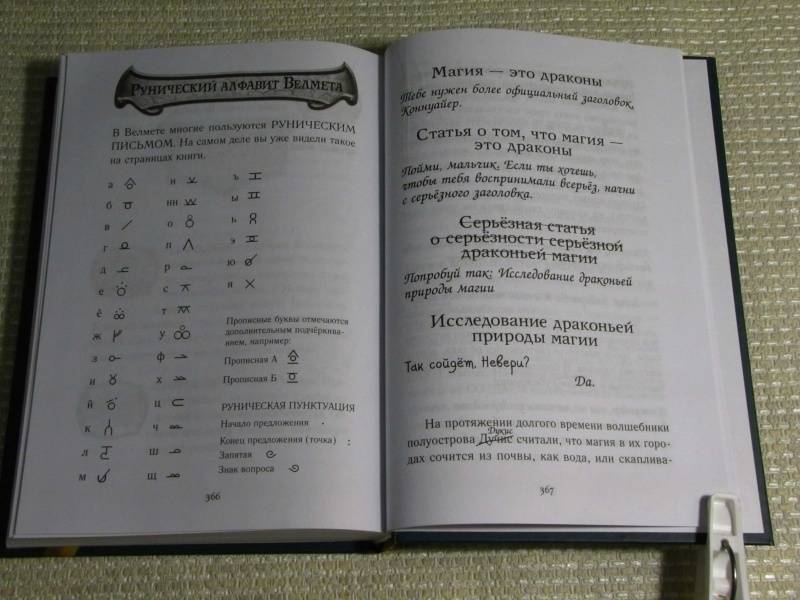 Рунический алфавит Велмета
В Велмете многие пользуются РУНИЧЕСКИМ
ПИСЬМОМ. На самом деле вы уже видели такое
на страницах книги.
а
б
в
г
д
е
ё
ж
з
и
й
к
л
м
н
нн
о
п
р
с
т
у
ф
х
ц
ч
ш
щ
ъ
ы
ь
э
ю
я
Прописные буквы отмечаются
дополнительным подчёркива-
нием, например:
Прописная А
Прописная Б
РУНИЧЕСКАЯ ПУНКТУАЦИЯ
Начало предложения ·
Конец предложения (точка) :
Запятая
Знак вопроса
366
Магия — это драконы
Тебе нужен более официальный заголовок,
Коннуайер.
Статья о том, что магия —
это драконы
Пойми, мальчик. Если ты хочешь,
чтобы тебя воспринимали всерьёз, начни
с серьёзного заголовка.
Серьёзная статья
о серьёзности серьёзной
драконьей магии
Попробуй так: Исследование драконьей
природы магии
Исследование драконьей
природы магии
Так сойдёт, Невери?
Да.
На протяжении долгого времени волшебники
Дукис
полуострова Дучис считали, что магия в их горо-
дах сочится из почвы, как вода, или скаплива-
367